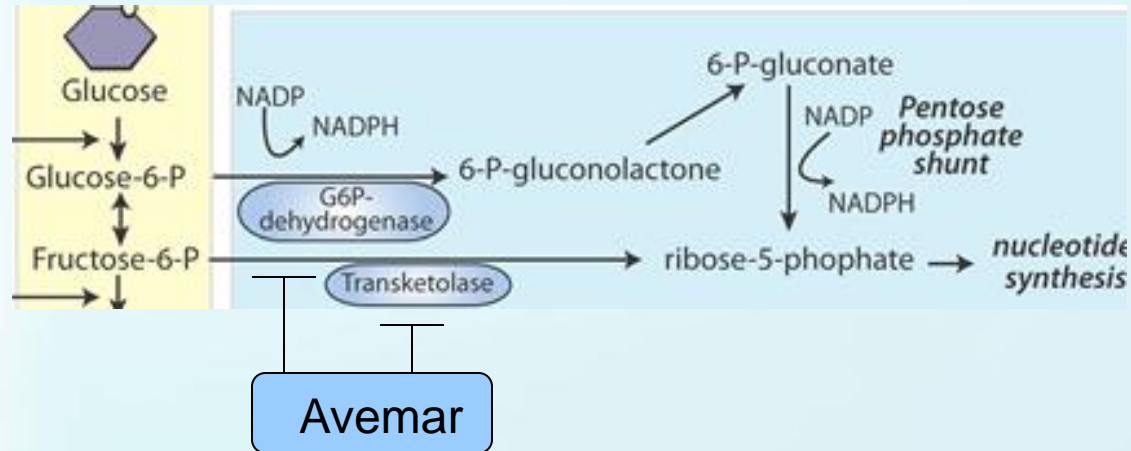 Glucose
Glucose-6-P
Fructose-6-P
NADP
NADPH
G6P-
dehydrogenase
6-P-gluconolactone
6-P-gluconate
NADP
NADPH
Pentose
phosphate
shunt
Transketolase
ribose-5-phophate
nucleotide
synthesis
Avemar